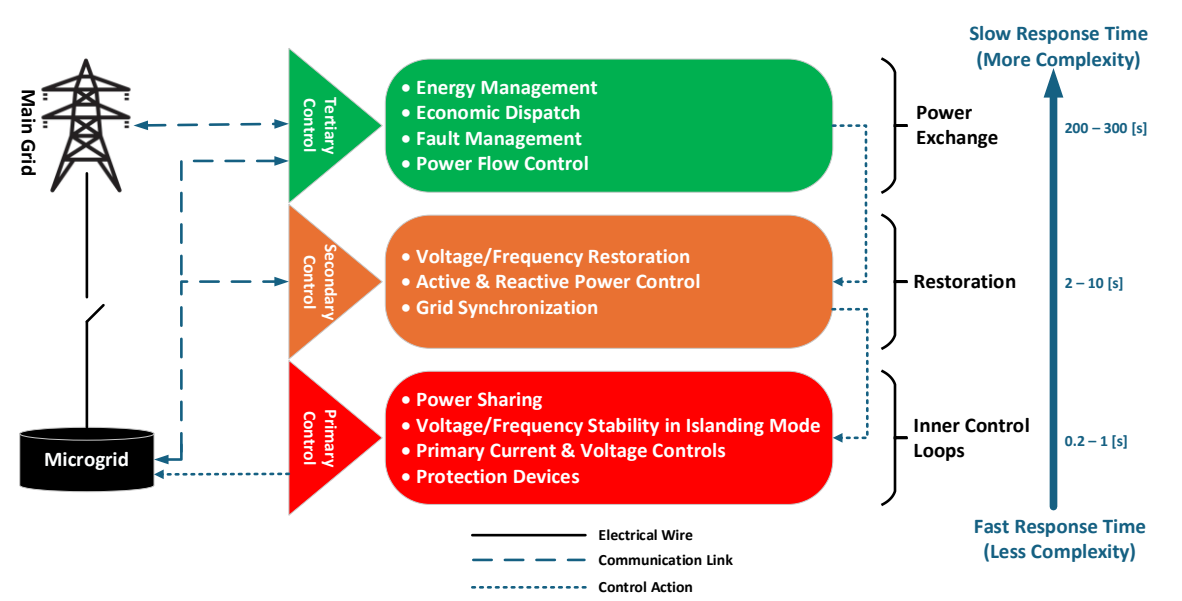 Main Grid
Microgrid
Tertiary
Control
• Energy Management
• Economic Dispatch
• Fault Management
• Power Flow Control
Power
Exchange
Secondary
Control
• Voltage/Frequency Restoration
• Active & Reactive Power Control
• Grid Synchronization
Restoration
Primary
Control
• Power Sharing
• Voltage/Frequency Stability in Islanding Mode
• Primary Current & Voltage Controls
• Protection Devices
Inner Control
Loops
Slow Response Time
(More Complexity)
200 – 300 [s]
2 – 10 [s]
0.2 – 1 [s]
Fast Response Time
(Less Complexity)
Electrical Wire
Communication Link
Control Action